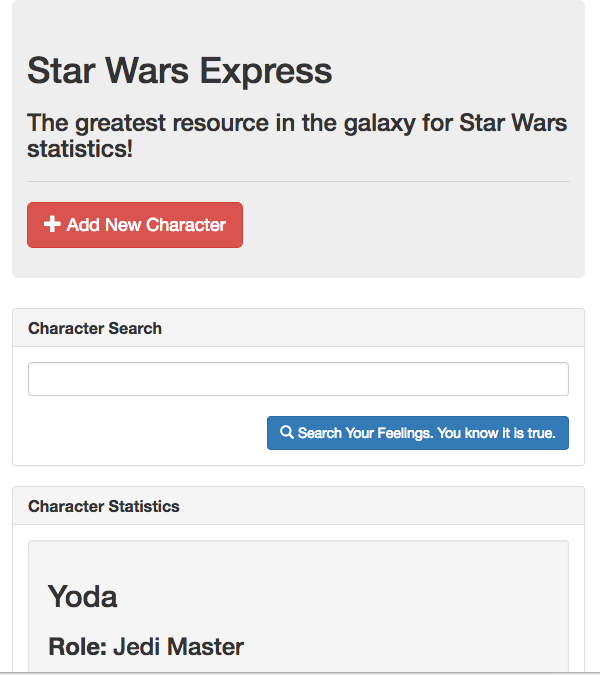 Star Wars Express
The greatest resource in the galaxy for Star Wars
statistics!
Add New Character
Character Search
Search Your Feelings. You know it is true.
Character Statistics
Yoda
Role: Jedi Master